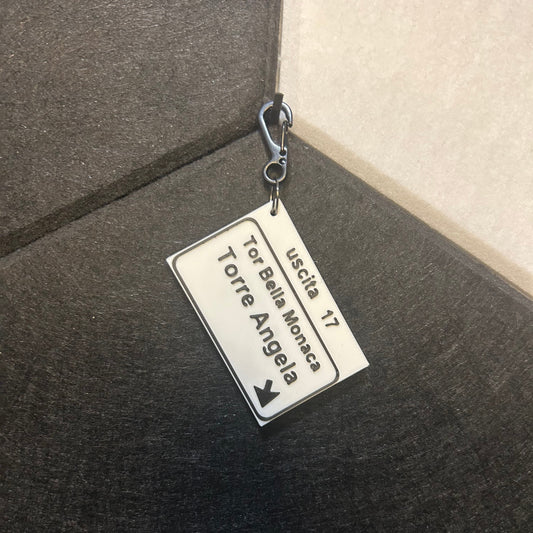 uscita 17
Tor Bella Monaca
Torre Angela